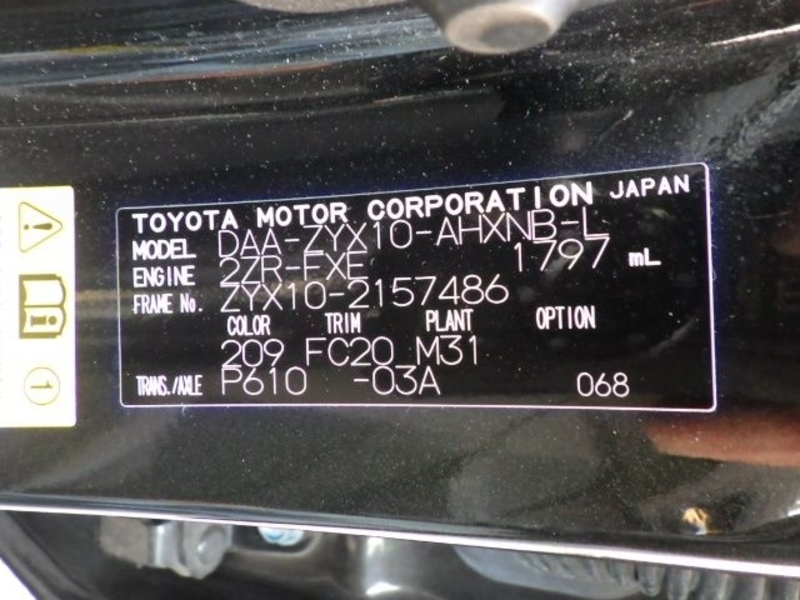 TOYOTA MOTOR CORPORATION JAPAN
MODEL DAA-ZYX10-AHXNB-L
ENGINE 2ZR-FXE 1797 mL
FRAME No. ZYX10-2157486
COLOR TRIM PLANT OPTION
209 FC20 M31
TRANS./AXLE P610 -03A 068
1